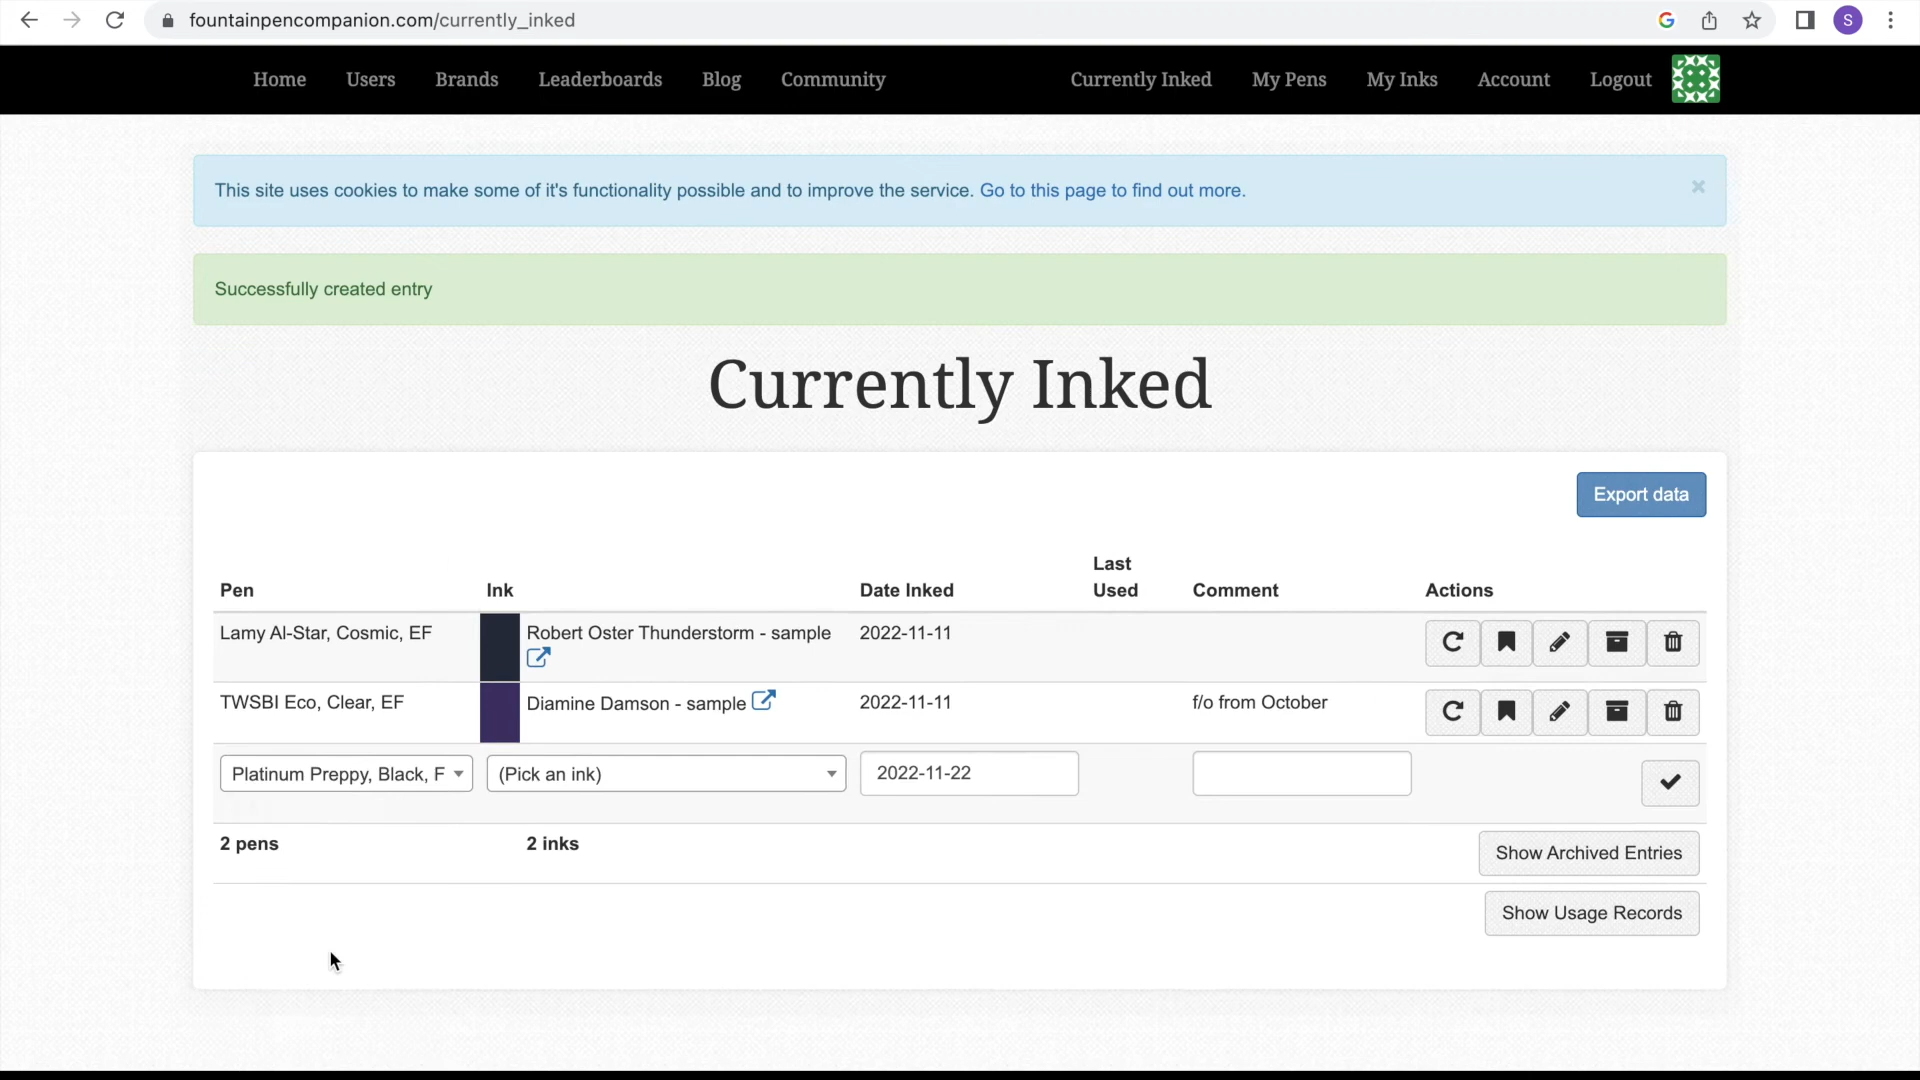 fountainpencompanion.com/currently_inked
S
Home Users Brands Leaderboards Blog Community Currently Inked My Pens My Inks Account Logout
This site uses cookies to make some of it's functionality possible and to improve the service. Go to this page to find out more.
×
Successfully created entry
Currently Inked
Export data
Pen Ink Date Inked Last Used Comment Actions
Lamy Al-Star, Cosmic, EF Robert Oster Thunderstorm - sample 2022-11-11
TWSBI Eco, Clear, EF Diamine Damson - sample 2022-11-11 f/o from October
Platinum Preppy, Black, F (Pick an ink) 2022-11-22
2 pens 2 inks Show Archived Entries
Show Usage Records